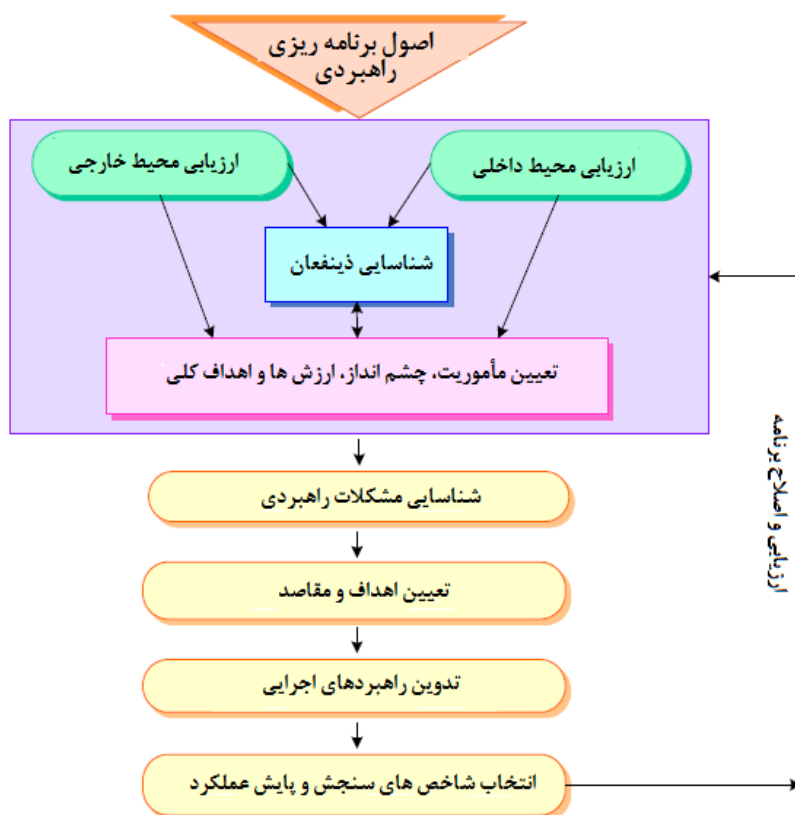 اصول برنامه ریزی
راهبردی
ارزیابی محیط داخلی
ارزیابی محیط خارجی
شناسایی ذینفعان
تعیین مأموریت، چشم انداز، ارزش ها و اهداف کلی
شناسایی مشکلات راهبردی
تعیین اهداف و مقاصد
تدوین راهبردهای اجرایی
انتخاب شاخص های سنجش و پایش عملکرد
ارزیابی و اصلاح برنامه